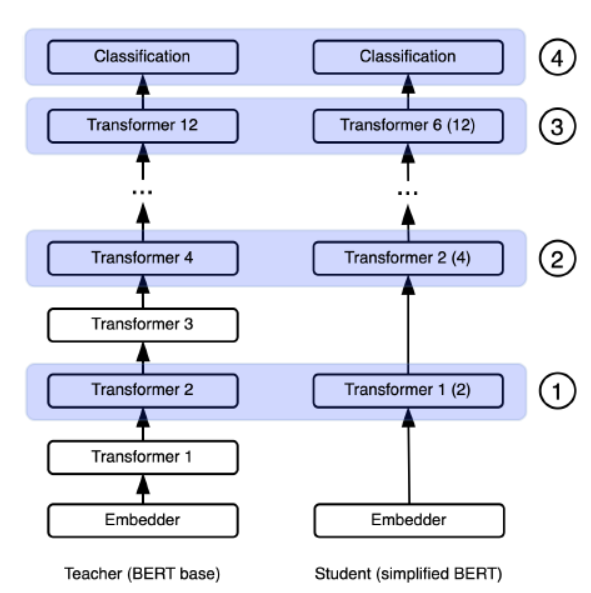 Classification
Classification
4
Transformer 12
Transformer 6 (12)
3
...
...
Transformer 4
Transformer 2 (4)
2
Transformer 3
Transformer 2
Transformer 1 (2)
1
Transformer 1
Embedder
Embedder
Teacher (BERT base)
Student (simplified BERT)